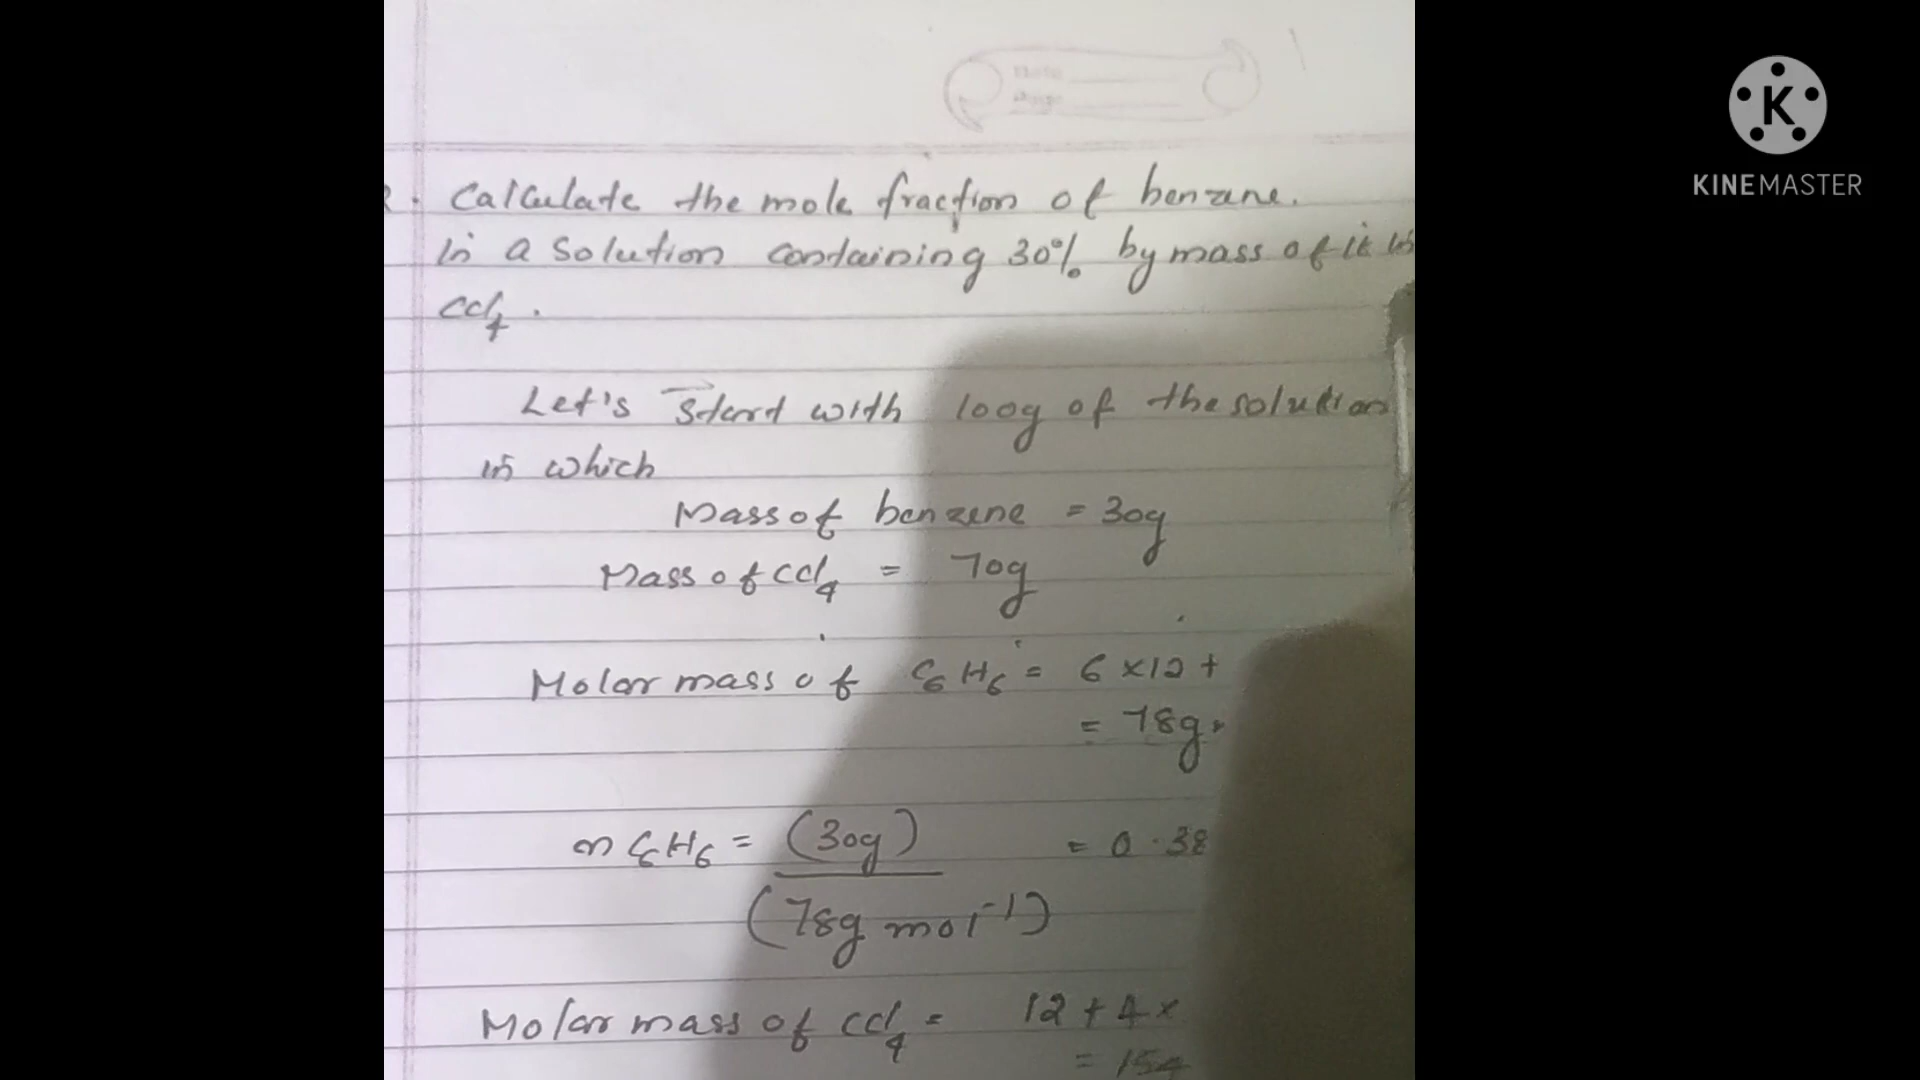 Calculate the mole fraction of benzene.
in a solution containing 30% by mass of it in
CCl4.
Let's start with 100g of the solution
in which
Mass of benzene = 30g
Mass of CCl4 = 70g
Molar mass of C6H6 = 6 x 12 +
= 78g
n C6H6 = (30g) = 0.38
(78g mol-1)
Molar mass of CCl4 = 12 + 4 x
= 154
K
KINEMASTER